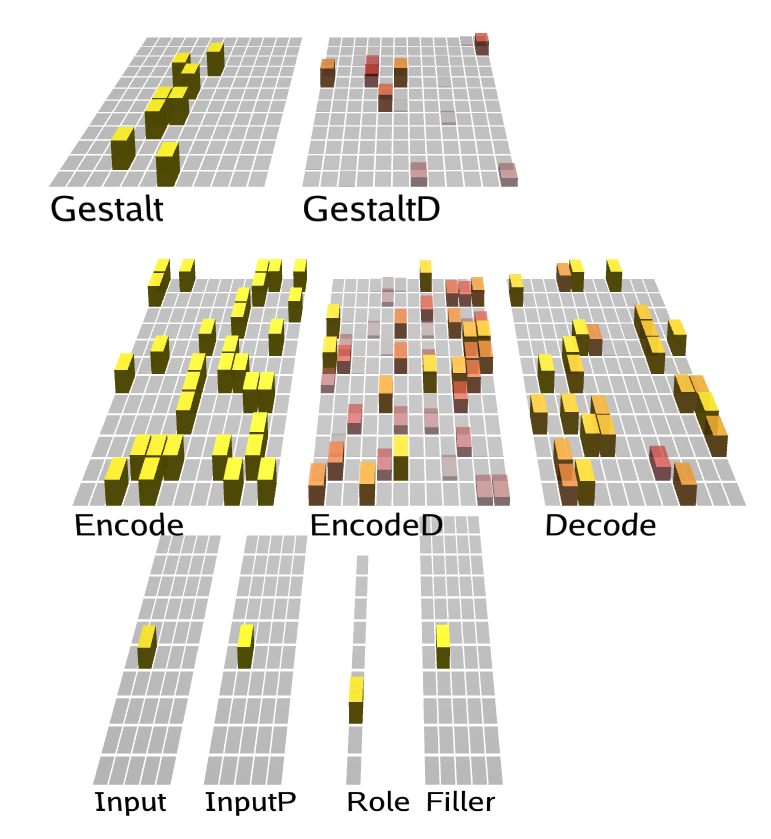 Gestalt GestaltD
Encode EncodeD Decode
Input InputP Role Filler